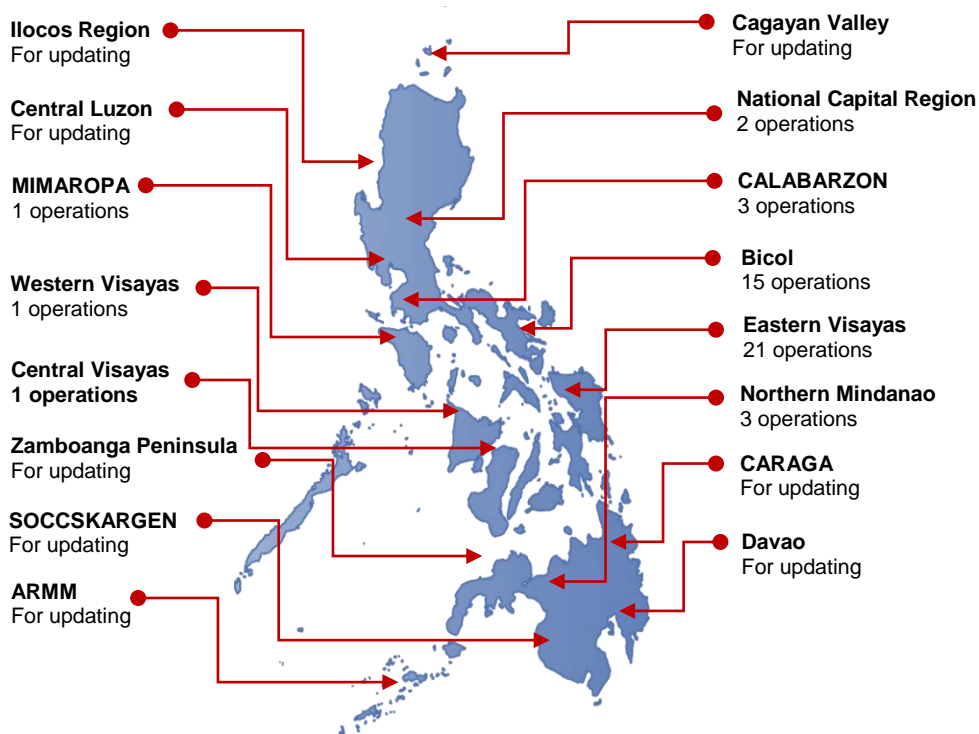 Ilocos Region
For updating
Central Luzon
For updating
MIMAROPA
1 operations
Western Visayas
1 operations
Central Visayas
1 operations
Zamboanga Peninsula
For updating
SOCCSKARGEN
For updating
ARMM
For updating
Cagayan Valley
For updating
National Capital Region
2 operations
CALABARZON
3 operations
Bicol
15 operations
Eastern Visayas
21 operations
Northern Mindanao
3 operations
CARAGA
For updating
Davao
For updating